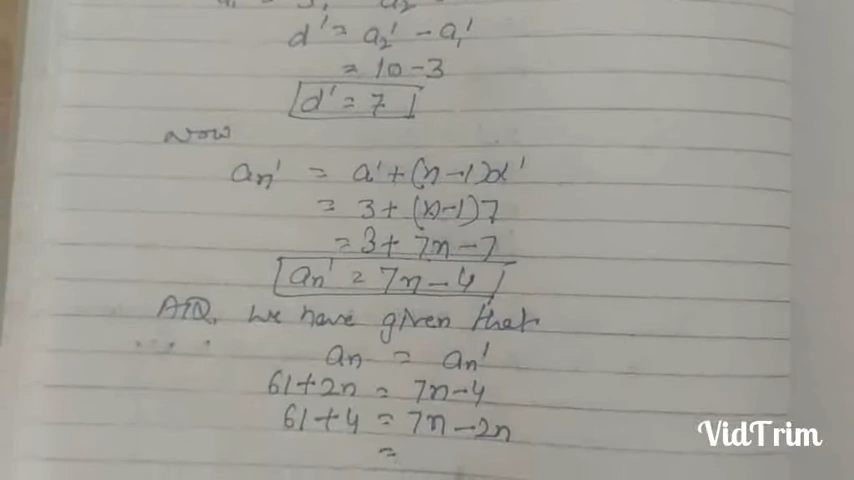 d' = a₂' - a₁'
= 10 - 3
d' = 7
Now
an' = a' + (n-1)d'
= 3 + (n-1)7
= 3 + 7n - 7
an' = 7n - 4
ATQ. We have given that
an = an'
61 + 2n = 7n - 4
61 + 4 = 7n - 2n
=
VidTrim